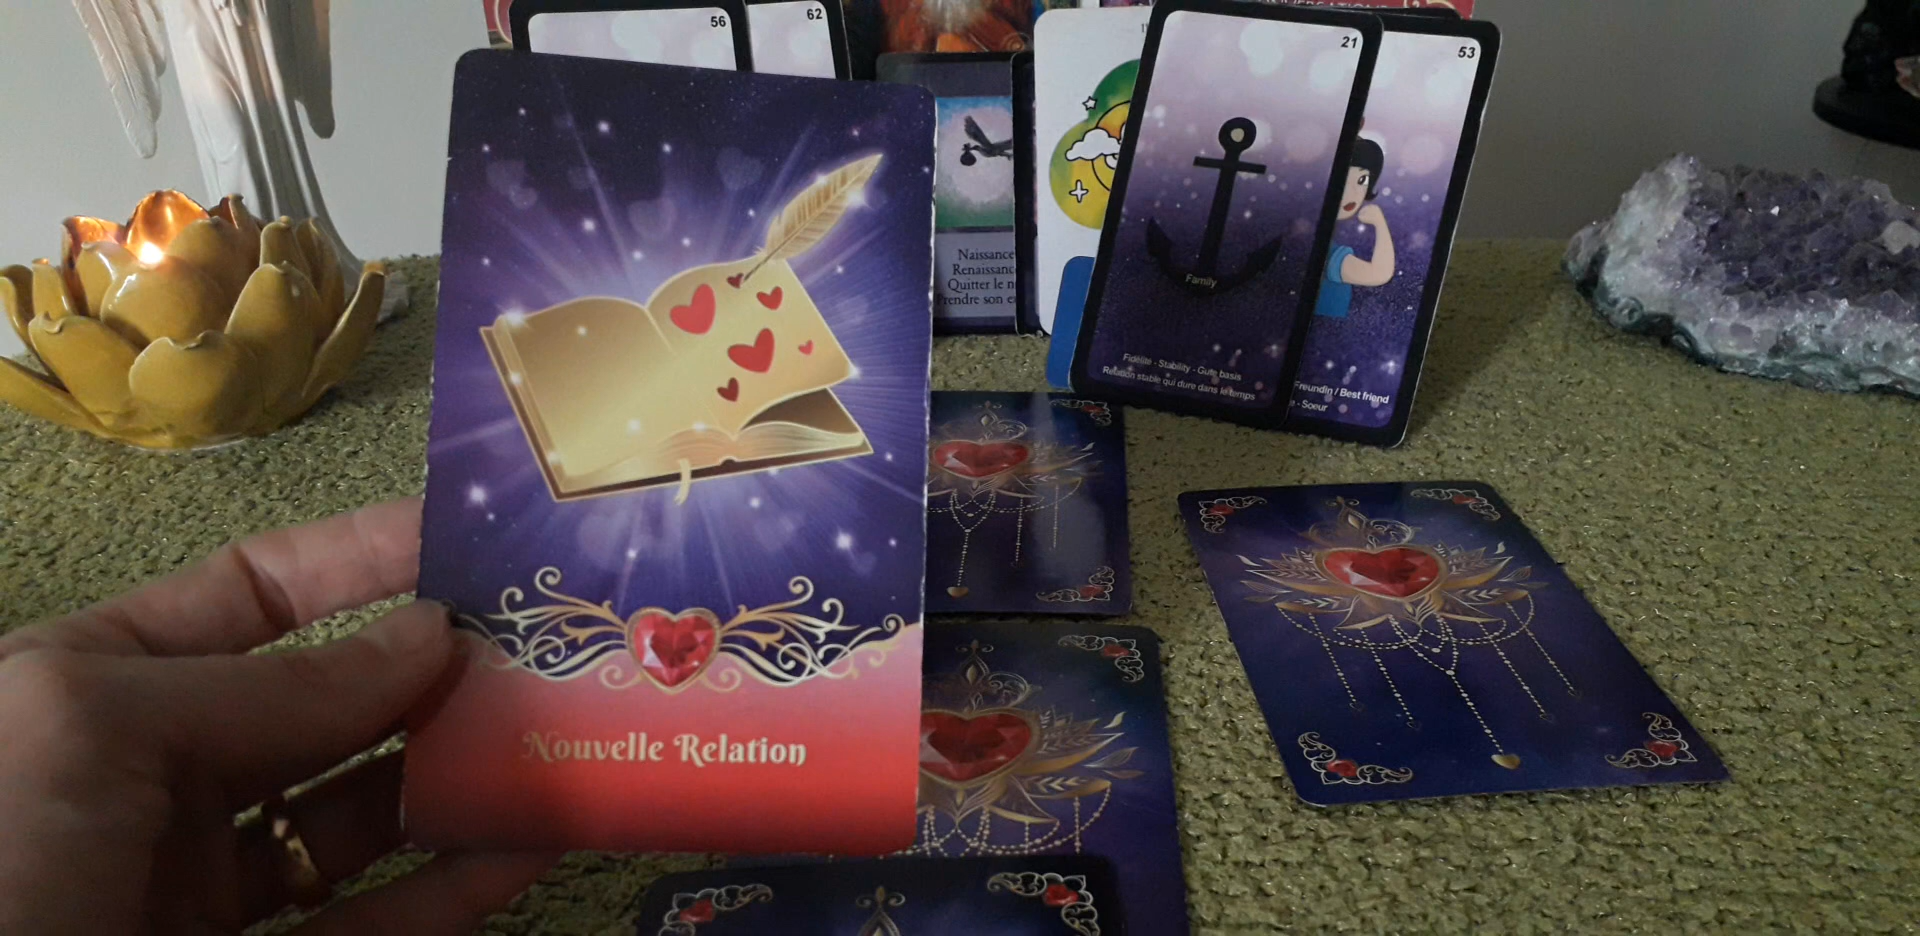 56
62
21
53
Naissance
Renaissance
Quitter le
Prendre son
Family
Fidélité - Stability - Gute basis
Relation stable qui dure dans le temps
Freundin / Best friend
- Soeur
Nouvelle Relation